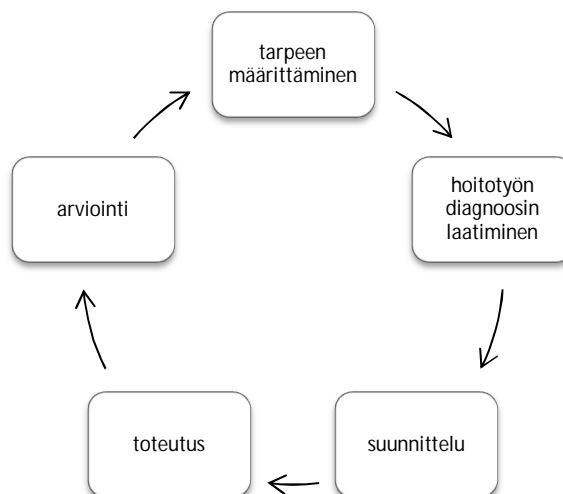 tarpeen
määrittäminen
hoitotyön
diagnoosin
laatiminen
suunnittelu
toteutus
arviointi